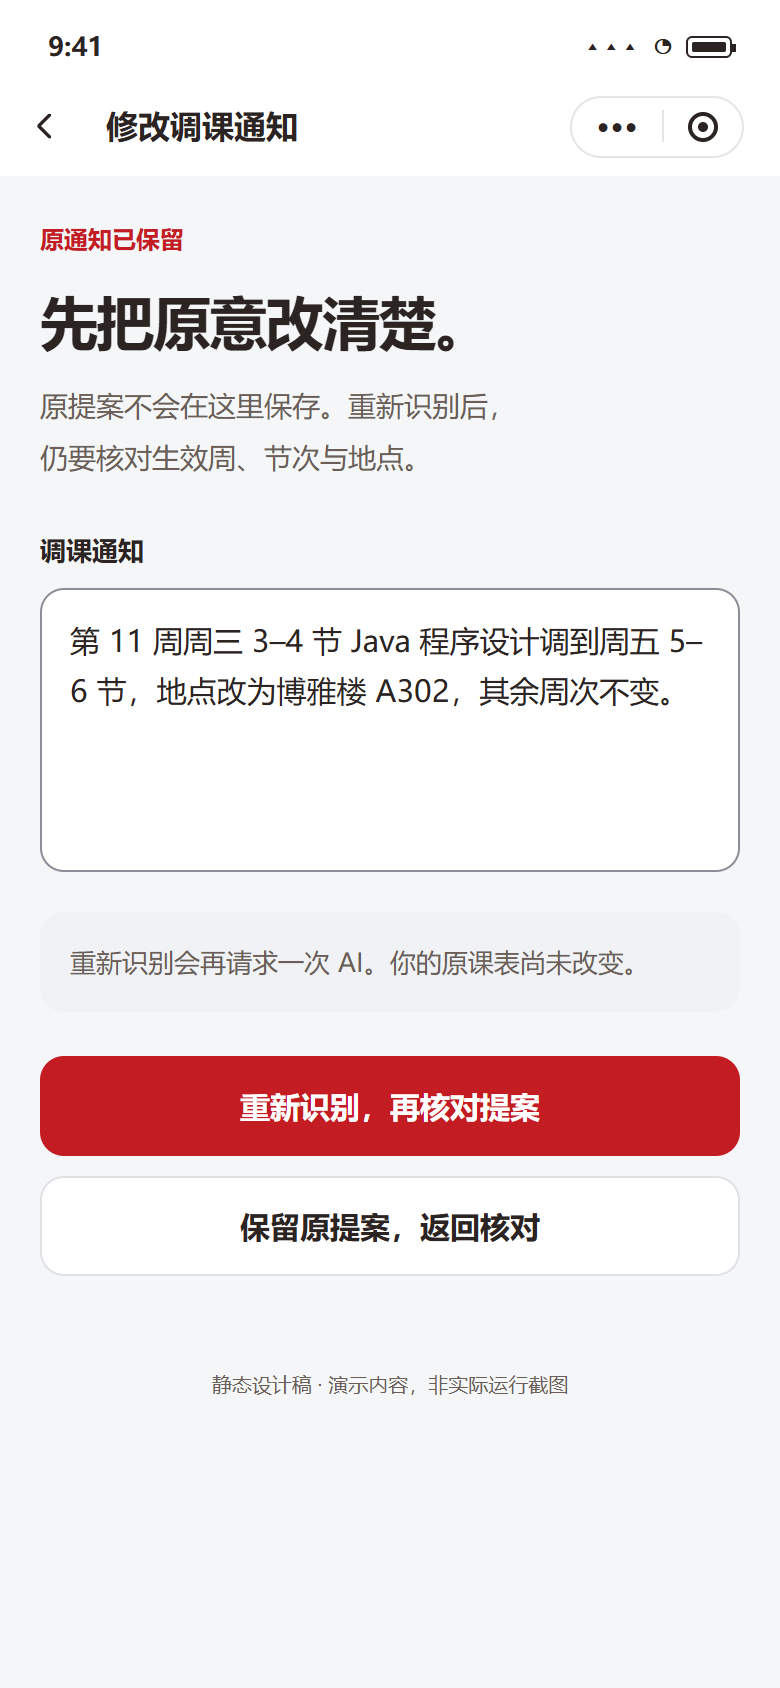 9:41
修改调课通知
原通知已保留
先把原意改清楚。
原提案不会在这里保存。重新识别后，
仍要核对生效周、节次与地点。
调课通知
第 11 周周三 3–4 节 Java 程序设计调到周五 5–
6 节，地点改为博雅楼 A302，其余周次不变。
重新识别会再请求一次 AI。你的原课表尚未改变。
重新识别，再核对提案
保留原提案，返回核对
静态设计稿 · 演示内容，非实际运行截图